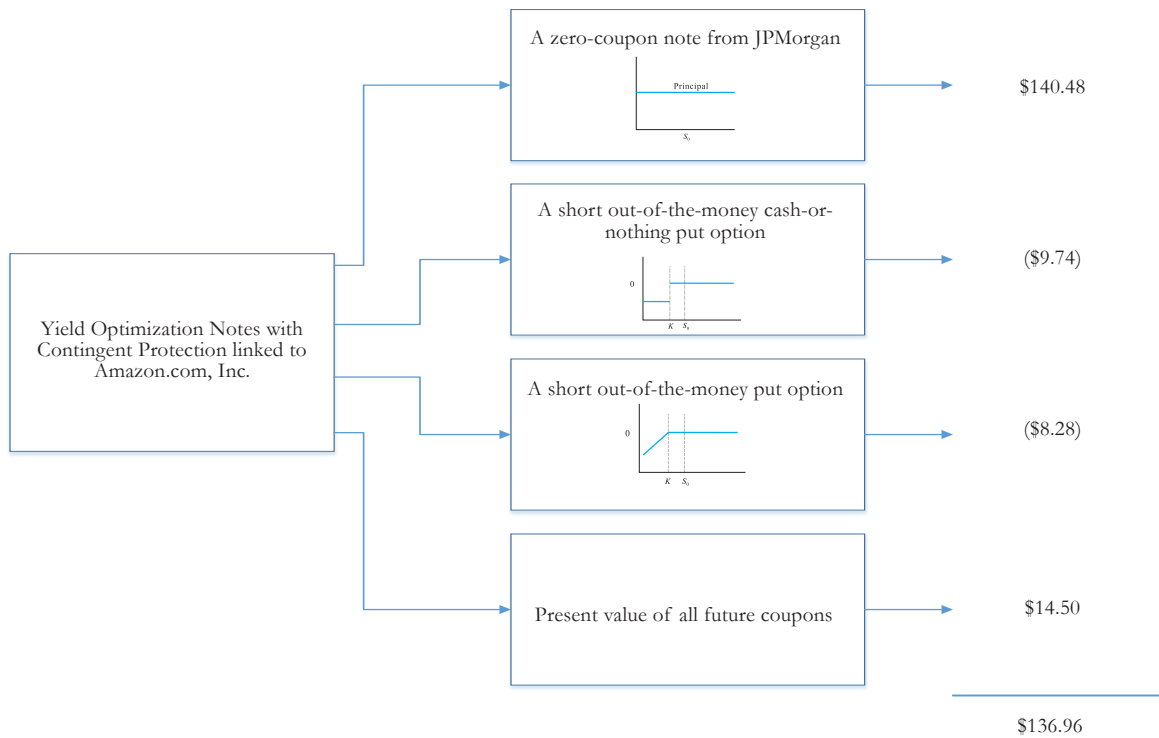 A zero-coupon note from JPMorgan
Principal
S0
$140.48
A short out-of-the-money cash-or-
nothing put option
0
K S0
($9.74)
Yield Optimization Notes with
Contingent Protection linked to
Amazon.com, Inc.
A short out-of-the-money put option
0
K S0
($8.28)
Present value of all future coupons
$14.50
$136.96